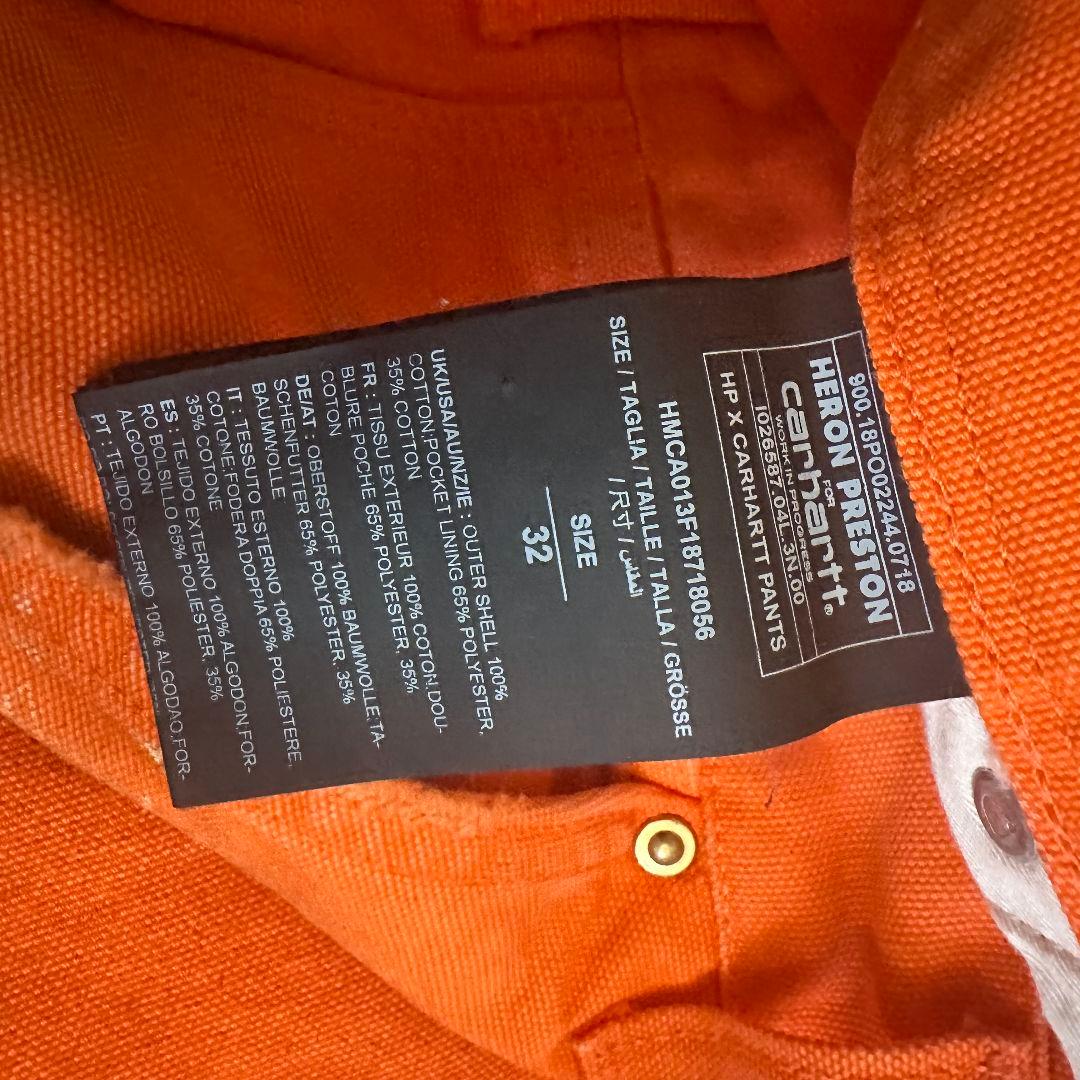 900.18PO02244.0718
HERON PRESTON
FOR
carhartt®
WORK IN PROGRESS
I026587.04L.3N.00
HP X CARHARTT PANTS
HMCA013F18718056
SIZE / TAGLIA / TAILLE / TALLA / GRÖSSE
/ 尺寸 / المقاس
SIZE
32
UK/USA/AU/NZ/IE : OUTER SHELL 100%
COTTON;POCKET LINING 65% POLYESTER,
35% COTTON
FR : TISSU EXTERIEUR 100% COTON,DOU-
BLURE POCHE 65% POLYESTER, 35%
COTON
DE/AT : OBERSTOFF 100% BAUMWOLLE;TA-
SCHENFUTTER 65% POLYESTER, 35%
BAUMWOLLE
IT : TESSUTO ESTERNO 100%
COTONE,FODERA DOPPIA 65% POLIESTERE,
35% COTONE
ES : TEJIDO EXTERNO 100% ALGODON,FOR-
RO BOLSILLO 65% POLIESTER, 35%
ALGODON
PT : TEJIDO EXTERNO 100% ALGODAO,FOR-